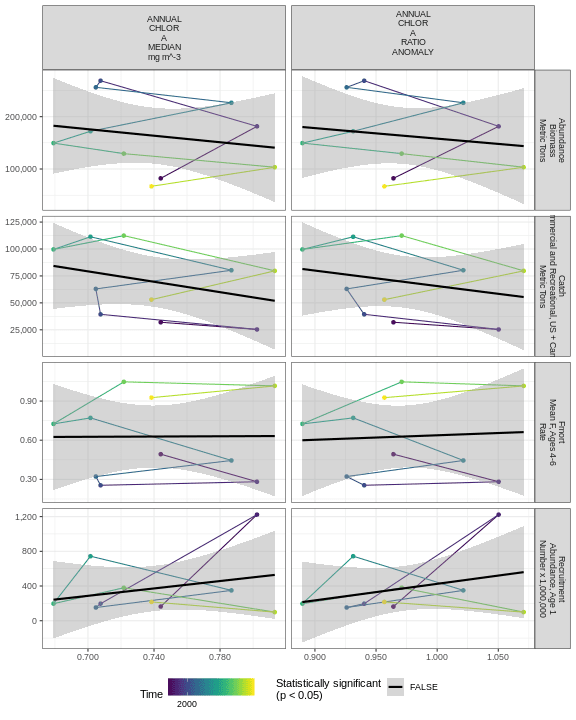 ANNUAL
CHLOR
A
MEDIAN
mg m^-3
ANNUAL
CHLOR
A
RATIO
ANOMALY
200,000
100,000
Abundance
Biomass
Metric Tons
125,000
100,000
75,000
50,000
25,000
Catch
and Recreational, US +
Metric Tons
0.90
0.60
0.30
Fmort
Mean F, Ages 4-6
Rate
1,200
800
400
0
Recruitment
Abundance, Age 1
Number x 1,000,000
0.700
0.740
0.780
0.900
0.950
1.000
1.050
Time
2000
Statistically significant
(p < 0.05)
FALSE